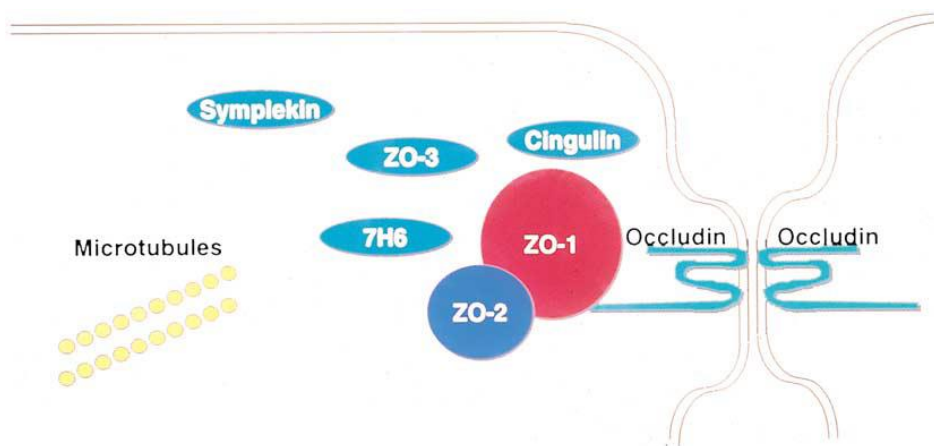 Symplekin
Cingulin
ZO-3
7H6
ZO-1
Occludin
Occludin
Microtubules
ZO-2